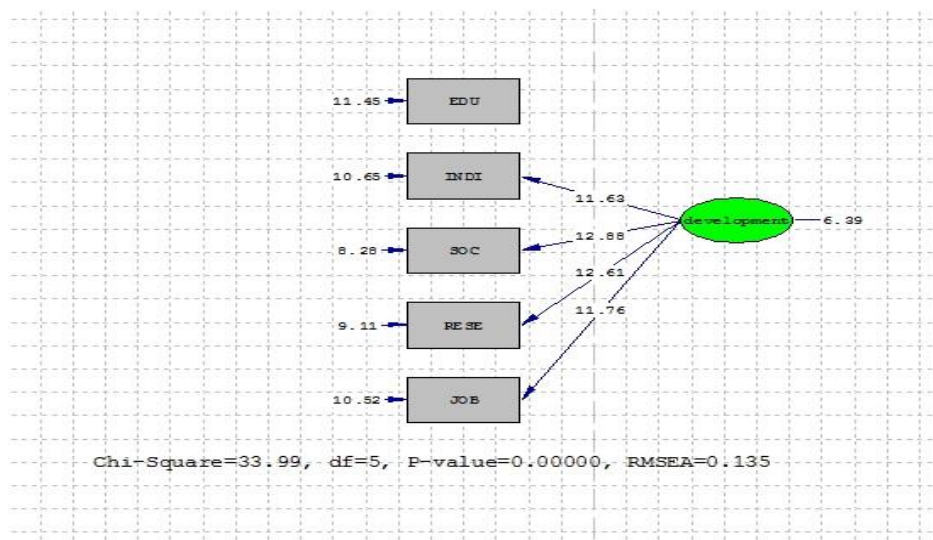 11.45 EDU
10.65 INDI
11.63
development 6.39
8.28 SOC
12.88
12.61
9.11 RESE
11.76
10.52 JOB
Chi-Square=33.99, df=5, P-value=0.00000, RMSEA=0.135